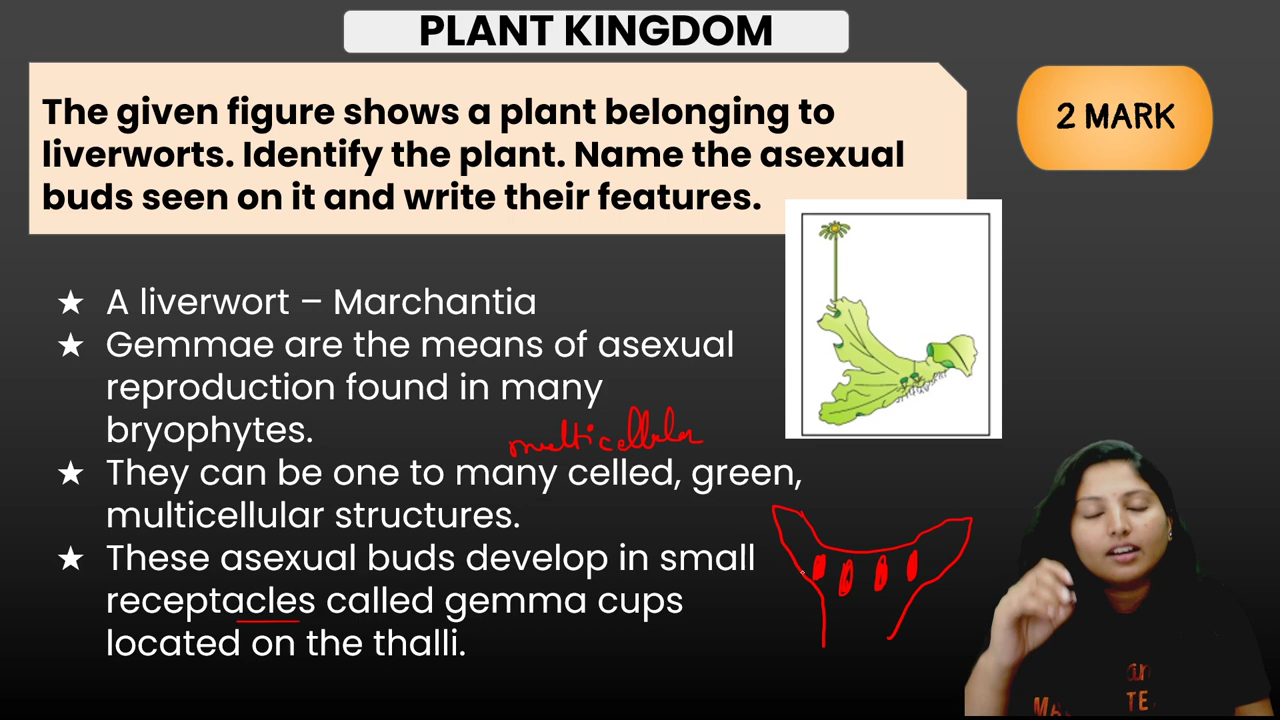 PLANT KINGDOM
The given figure shows a plant belonging to
liverworts. Identify the plant. Name the asexual
buds seen on it and write their features.
2 MARK
★ A liverwort – Marchantia
★ Gemmae are the means of asexual
reproduction found in many
bryophytes.
multicellular
★ They can be one to many celled, green,
multicellular structures.
★ These asexual buds develop in small
receptacles called gemma cups
located on the thalli.